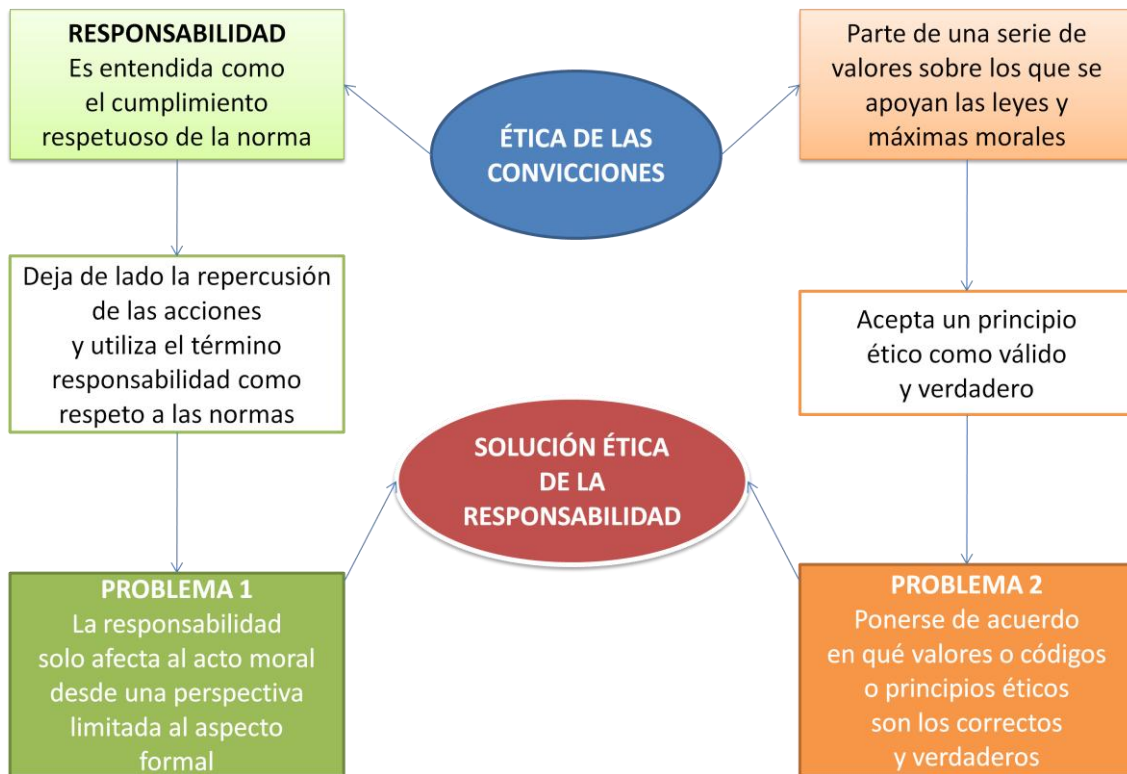 RESPONSABILIDAD
Es entendida como
el cumplimiento
respetuoso de la norma
ÉTICA DE LAS
CONVICCIONES
Parte de una serie de
valores sobre los que se
apoyan las leyes y
máximas morales
Deja de lado la repercusión
de las acciones
y utiliza el término
responsabilidad como
respeto a las normas
Acepta un principio
ético como válido
y verdadero
SOLUCIÓN ÉTICA
DE LA
RESPONSABILIDAD
PROBLEMA 1
La responsabilidad
solo afecta al acto moral
desde una perspectiva
limitada al aspecto
formal
PROBLEMA 2
Ponerse de acuerdo
en qué valores o códigos
o principios éticos
son los correctos
y verdaderos